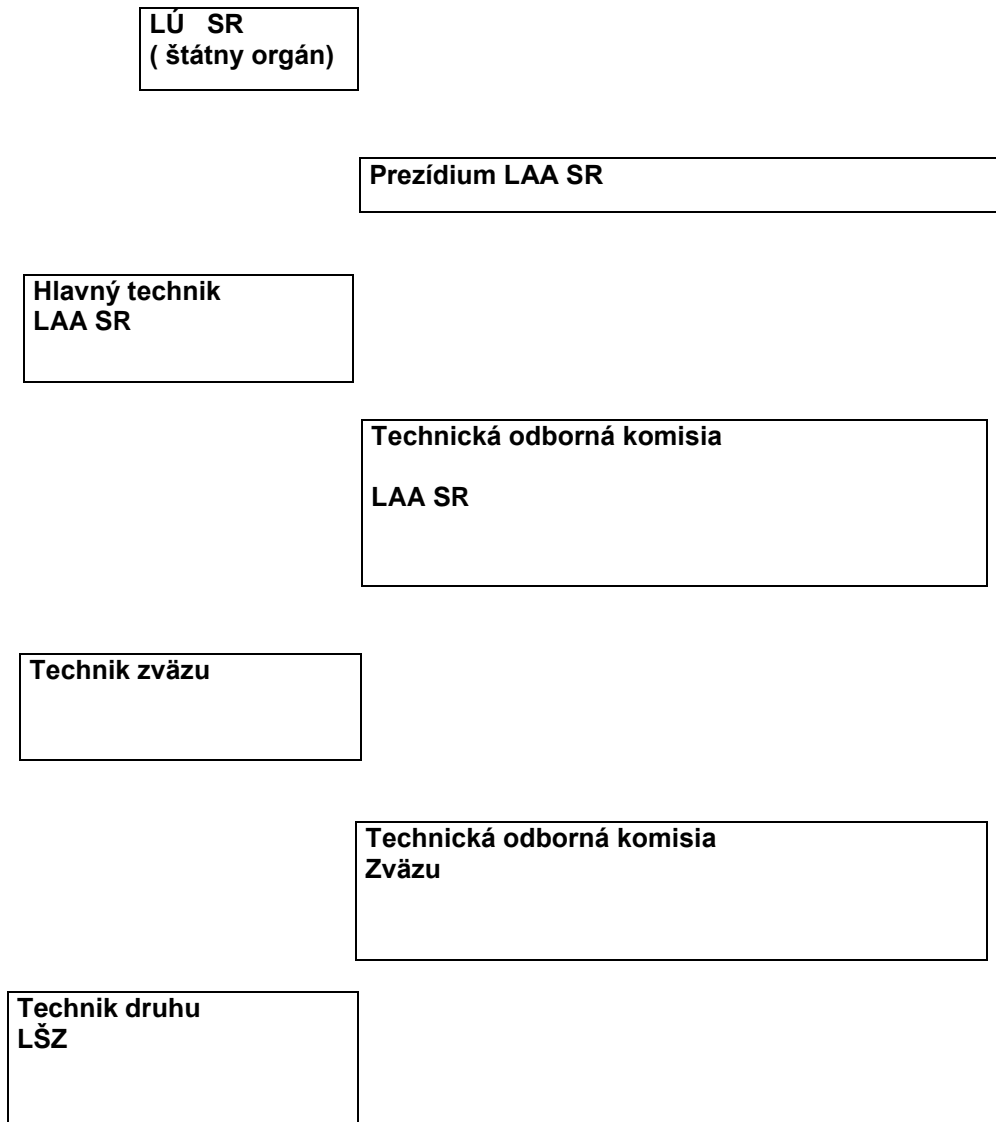 LÚ SR
( štátny orgán)
Prezídium LAA SR
Hlavný technik
LAA SR
Technická odborná komisia
LAA SR
Technik zväzu
Technická odborná komisia
Zväzu
Technik druhu
LŠZ